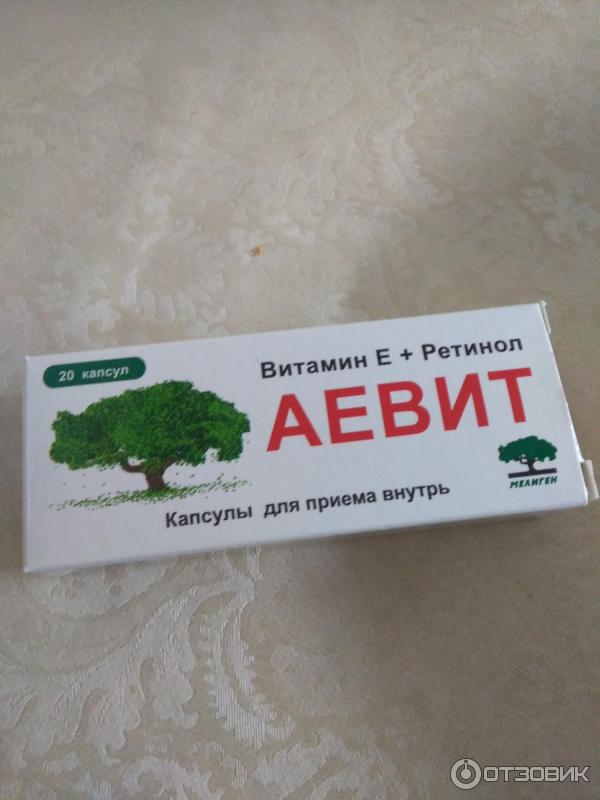 20 капсул
Витамин Е + Ретинол
АЕВИТ
МЕЛИГЕН
Капсулы для приема внутрь
ОТЗОВИК